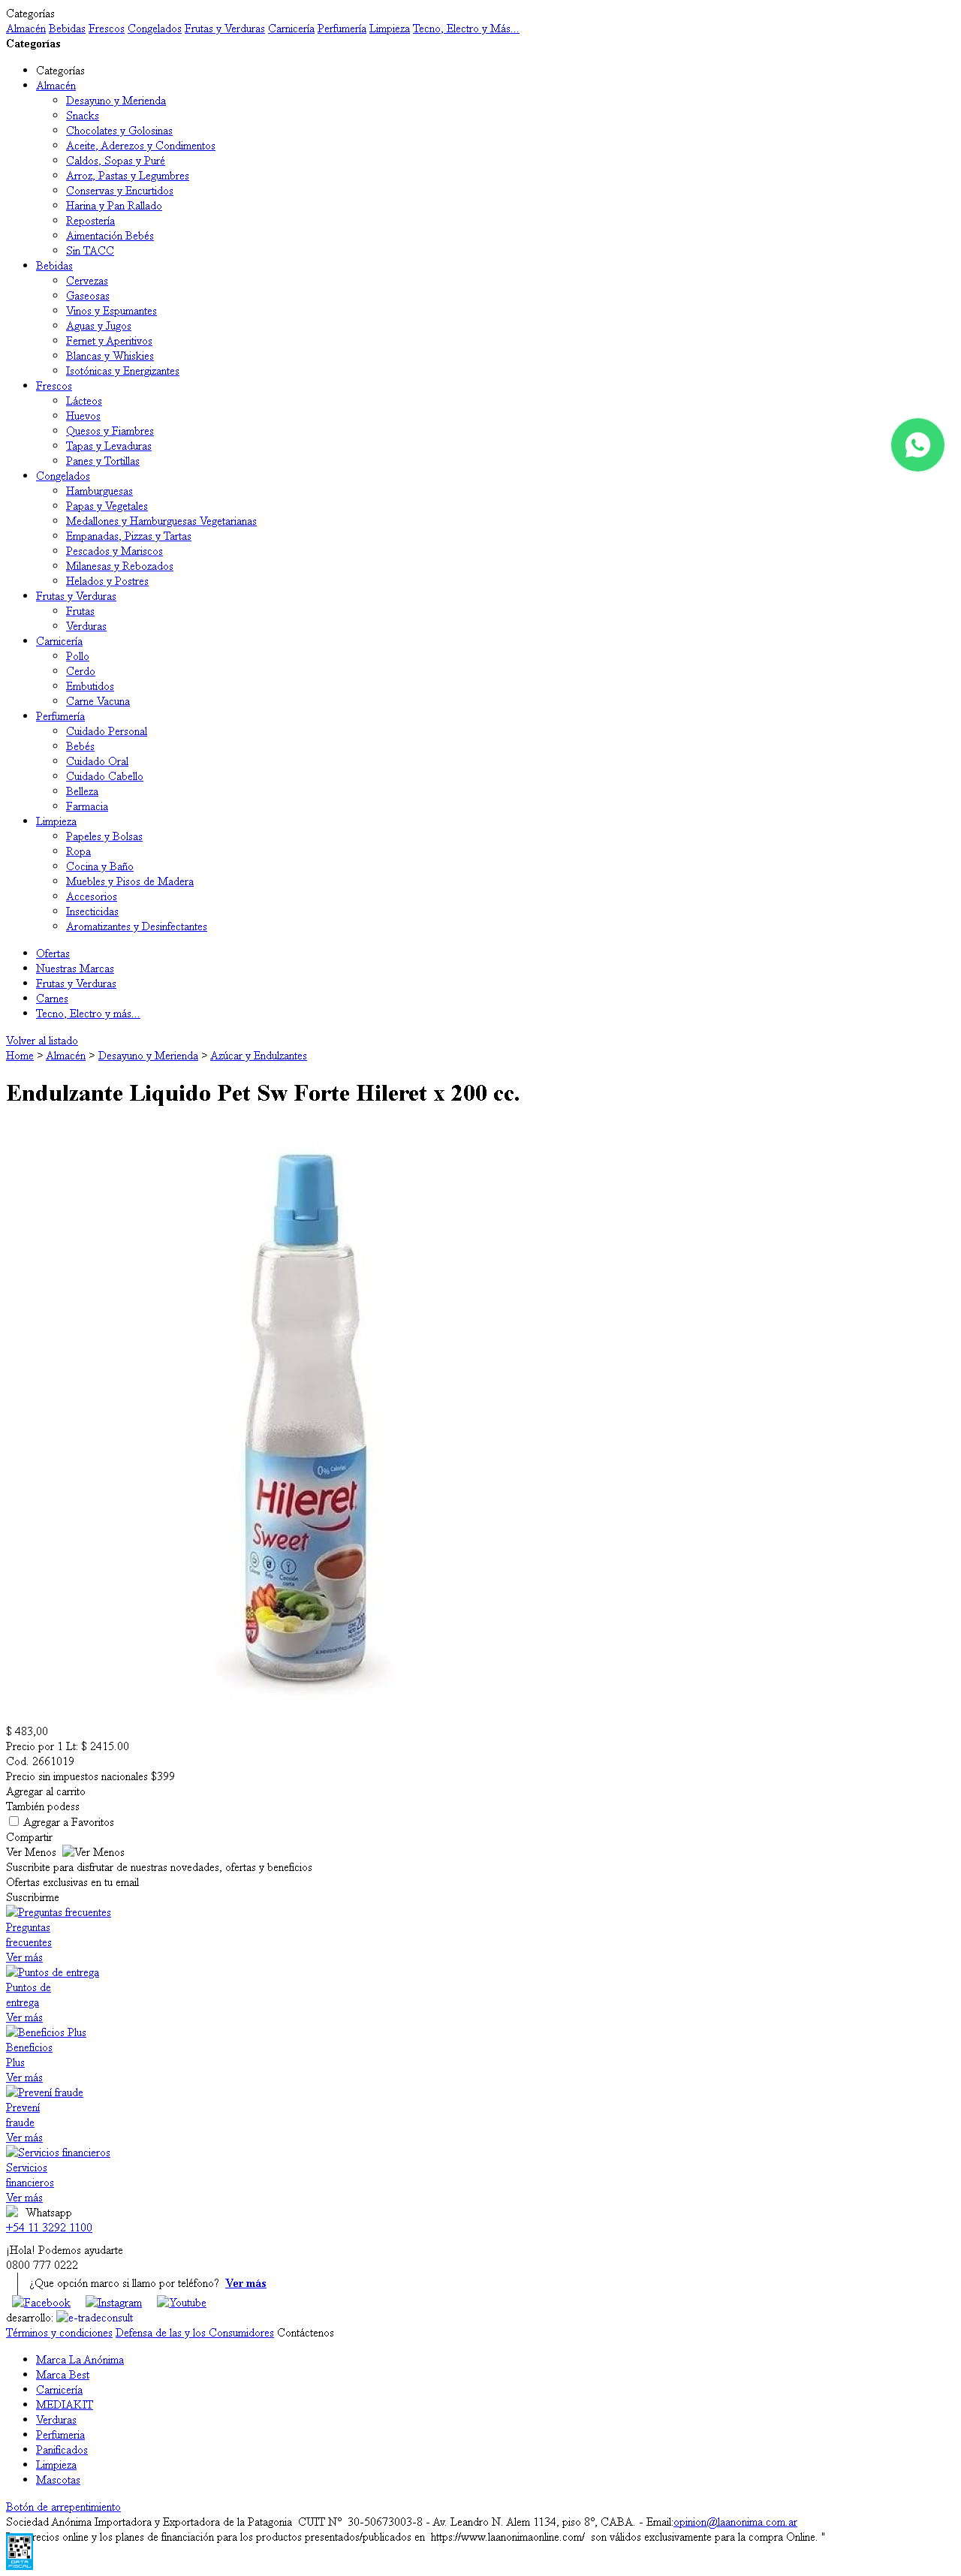 Categorías
Almacén Bebidas Frescos Congelados Frutas y Verduras Carnicería Perfumería Limpieza Tecno, Electro y Más...
Categorías
Categorías
Almacén
Desayuno y Merienda
Snacks
Chocolates y Golosinas
Aceite, Aderezos y Condimentos
Caldos, Sopas y Puré
Arroz, Pastas y Legumbres
Conservas y Encurtidos
Harina y Pan Rallado
Repostería
Aimentación Bebés
Sin TACC
Bebidas
Cervezas
Gaseosas
Vinos y Espumantes
Aguas y Jugos
Fernet y Aperitivos
Blancas y Whiskies
Isotónicas y Energizantes
Frescos
Lácteos
Huevos
Quesos y Fiambres
Tapas y Levaduras
Panes y Tortillas
Congelados
Hamburguesas
Papas y Vegetales
Medallones y Hamburguesas Vegetarianas
Empanadas, Pizzas y Tartas
Pescados y Mariscos
Milanesas y Rebozados
Helados y Postres
Frutas y Verduras
Frutas
Verduras
Carnicería
Pollo
Cerdo
Embutidos
Carne Vacuna
Perfumería
Cuidado Personal
Bebés
Cuidado Oral
Cuidado Cabello
Belleza
Farmacia
Limpieza
Papeles y Bolsas
Ropa
Cocina y Baño
Muebles y Pisos de Madera
Accesorios
Insecticidas
Aromatizantes y Desinfectantes
Ofertas
Nuestras Marcas
Frutas y Verduras
Carnes
Tecno, Electro y más...
Volver al listado
Home > Almacén > Desayuno y Merienda > Azúcar y Endulzantes
Endulzante Liquido Pet Sw Forte Hileret x 200 cc.
0% Calorías
Hileret
Sweet
$ 483,00
Precio por 1 Lt: $ 2415.00
Cod. 2661019
Precio sin impuestos nacionales $399
Agregar al carrito
También podess
Agregar a Favoritos
Compartir
Ver Menos Ver Menos
Suscribite para disfrutar de nuestras novedades, ofertas y beneficios
Ofertas exclusivas en tu email
Suscribirme
Preguntas frecuentes
Preguntas
frecuentes
Ver más
Puntos de entrega
Puntos de
entrega
Ver más
Beneficios Plus
Beneficios
Plus
Ver más
Prevení fraude
Prevení
fraude
Ver más
Servicios financieros
Servicios
financieros
Ver más
Whatsapp
+54 11 3292 1100
¡Hola! Podemos ayudarte
0800 777 0222
¿Que opción marco si llamo por teléfono? Ver más
Facebook Instagram Youtube
desarrollo: e-tradeconsult
Términos y condiciones Defensa de las y los Consumidores Contáctenos
Marca La Anónima
Marca Best
Carnicería
MEDIAKIT
Verduras
Perfumeria
Panificados
Limpieza
Mascotas
Botón de arrepentimiento
Sociedad Anónima Importadora y Exportadora de la Patagonia CUIT Nº 30-50673003-8 - Av. Leandro N. Alem 1134, piso 8º, CABA. - Email:opinion@laanonima.com.ar
recios online y los planes de financiación para los productos presentados/publicados en https://www.laanonimaonline.com/ son válidos exclusivamente para la compra Online. "
DATA
FISCAL